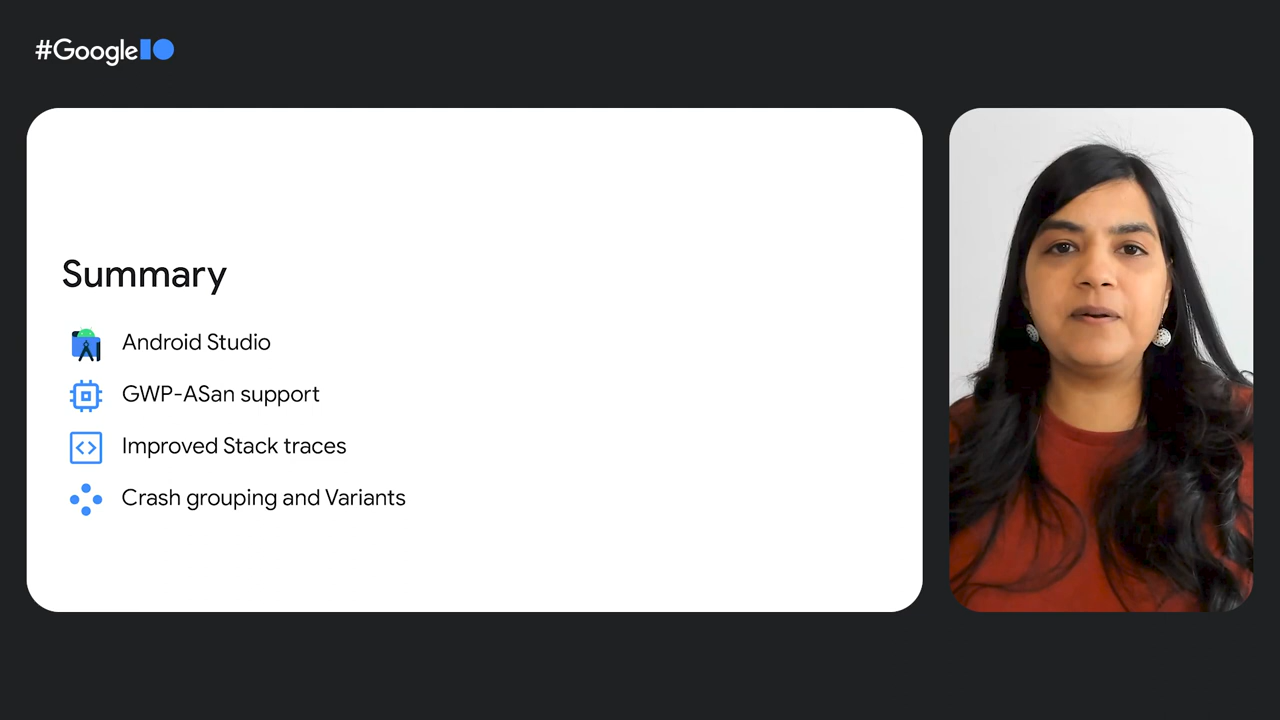 #GoogleIO
Summary
Android Studio
GWP-ASan support
Improved Stack traces
Crash grouping and Variants